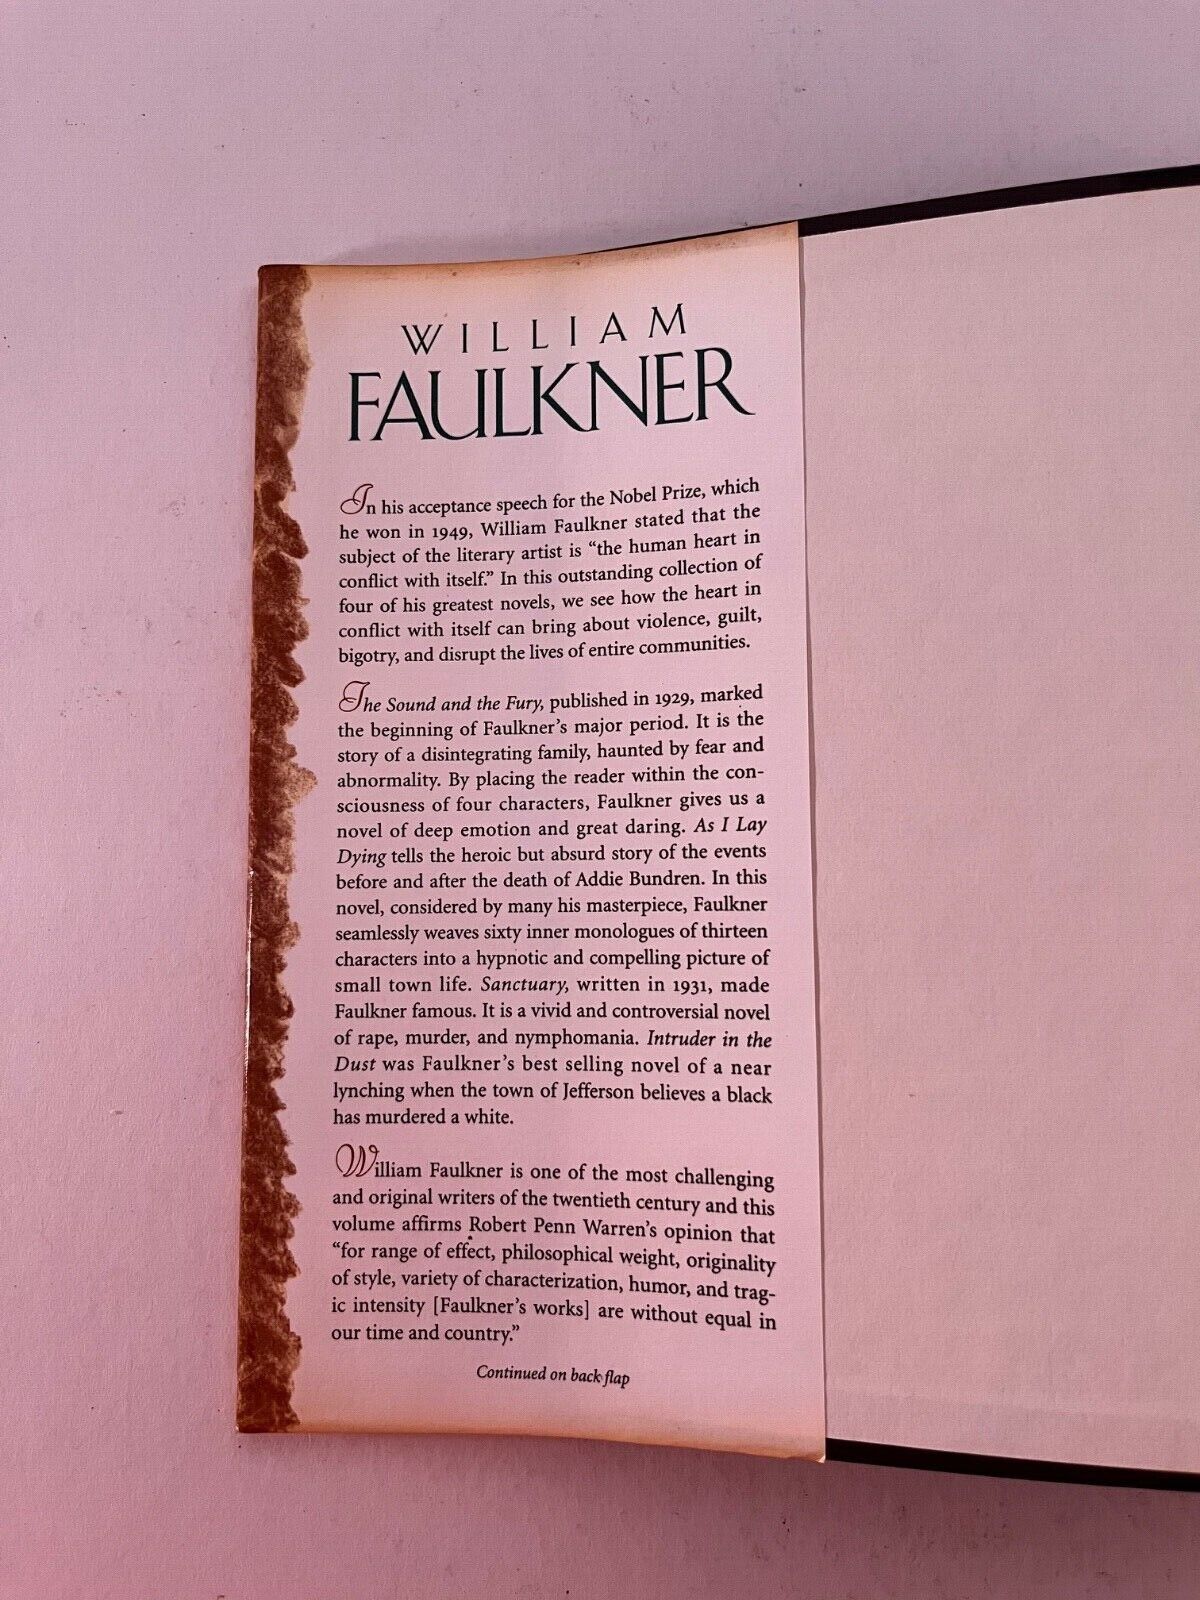 WILLIAM
FAULKNER
In his acceptance speech for the Nobel Prize, which
he won in 1949, William Faulkner stated that the
subject of the literary artist is “the human heart in
conflict with itself.” In this outstanding collection of
four of his greatest novels, we see how the heart in
conflict with itself can bring about violence, guilt,
bigotry, and disrupt the lives of entire communities.
The Sound and the Fury, published in 1929, marked
the beginning of Faulkner’s major period. It is the
story of a disintegrating family, haunted by fear and
abnormality. By placing the reader within the con-
sciousness of four characters, Faulkner gives us a
novel of deep emotion and great daring. As I Lay
Dying tells the heroic but absurd story of the events
before and after the death of Addie Bundren. In this
novel, considered by many his masterpiece, Faulkner
seamlessly weaves sixty inner monologues of thirteen
characters into a hypnotic and compelling picture of
small town life. Sanctuary, written in 1931, made
Faulkner famous. It is a vivid and controversial novel
of rape, murder, and nymphomania. Intruder in the
Dust was Faulkner’s best selling novel of a near
lynching when the town of Jefferson believes a black
has murdered a white.
William Faulkner is one of the most challenging
and original writers of the twentieth century and this
volume affirms Robert Penn Warren’s opinion that
“for range of effect, philosophical weight, originality
of style, variety of characterization, humor, and trag-
ic intensity [Faulkner’s works] are without equal in
our time and country.”
Continued on back flap